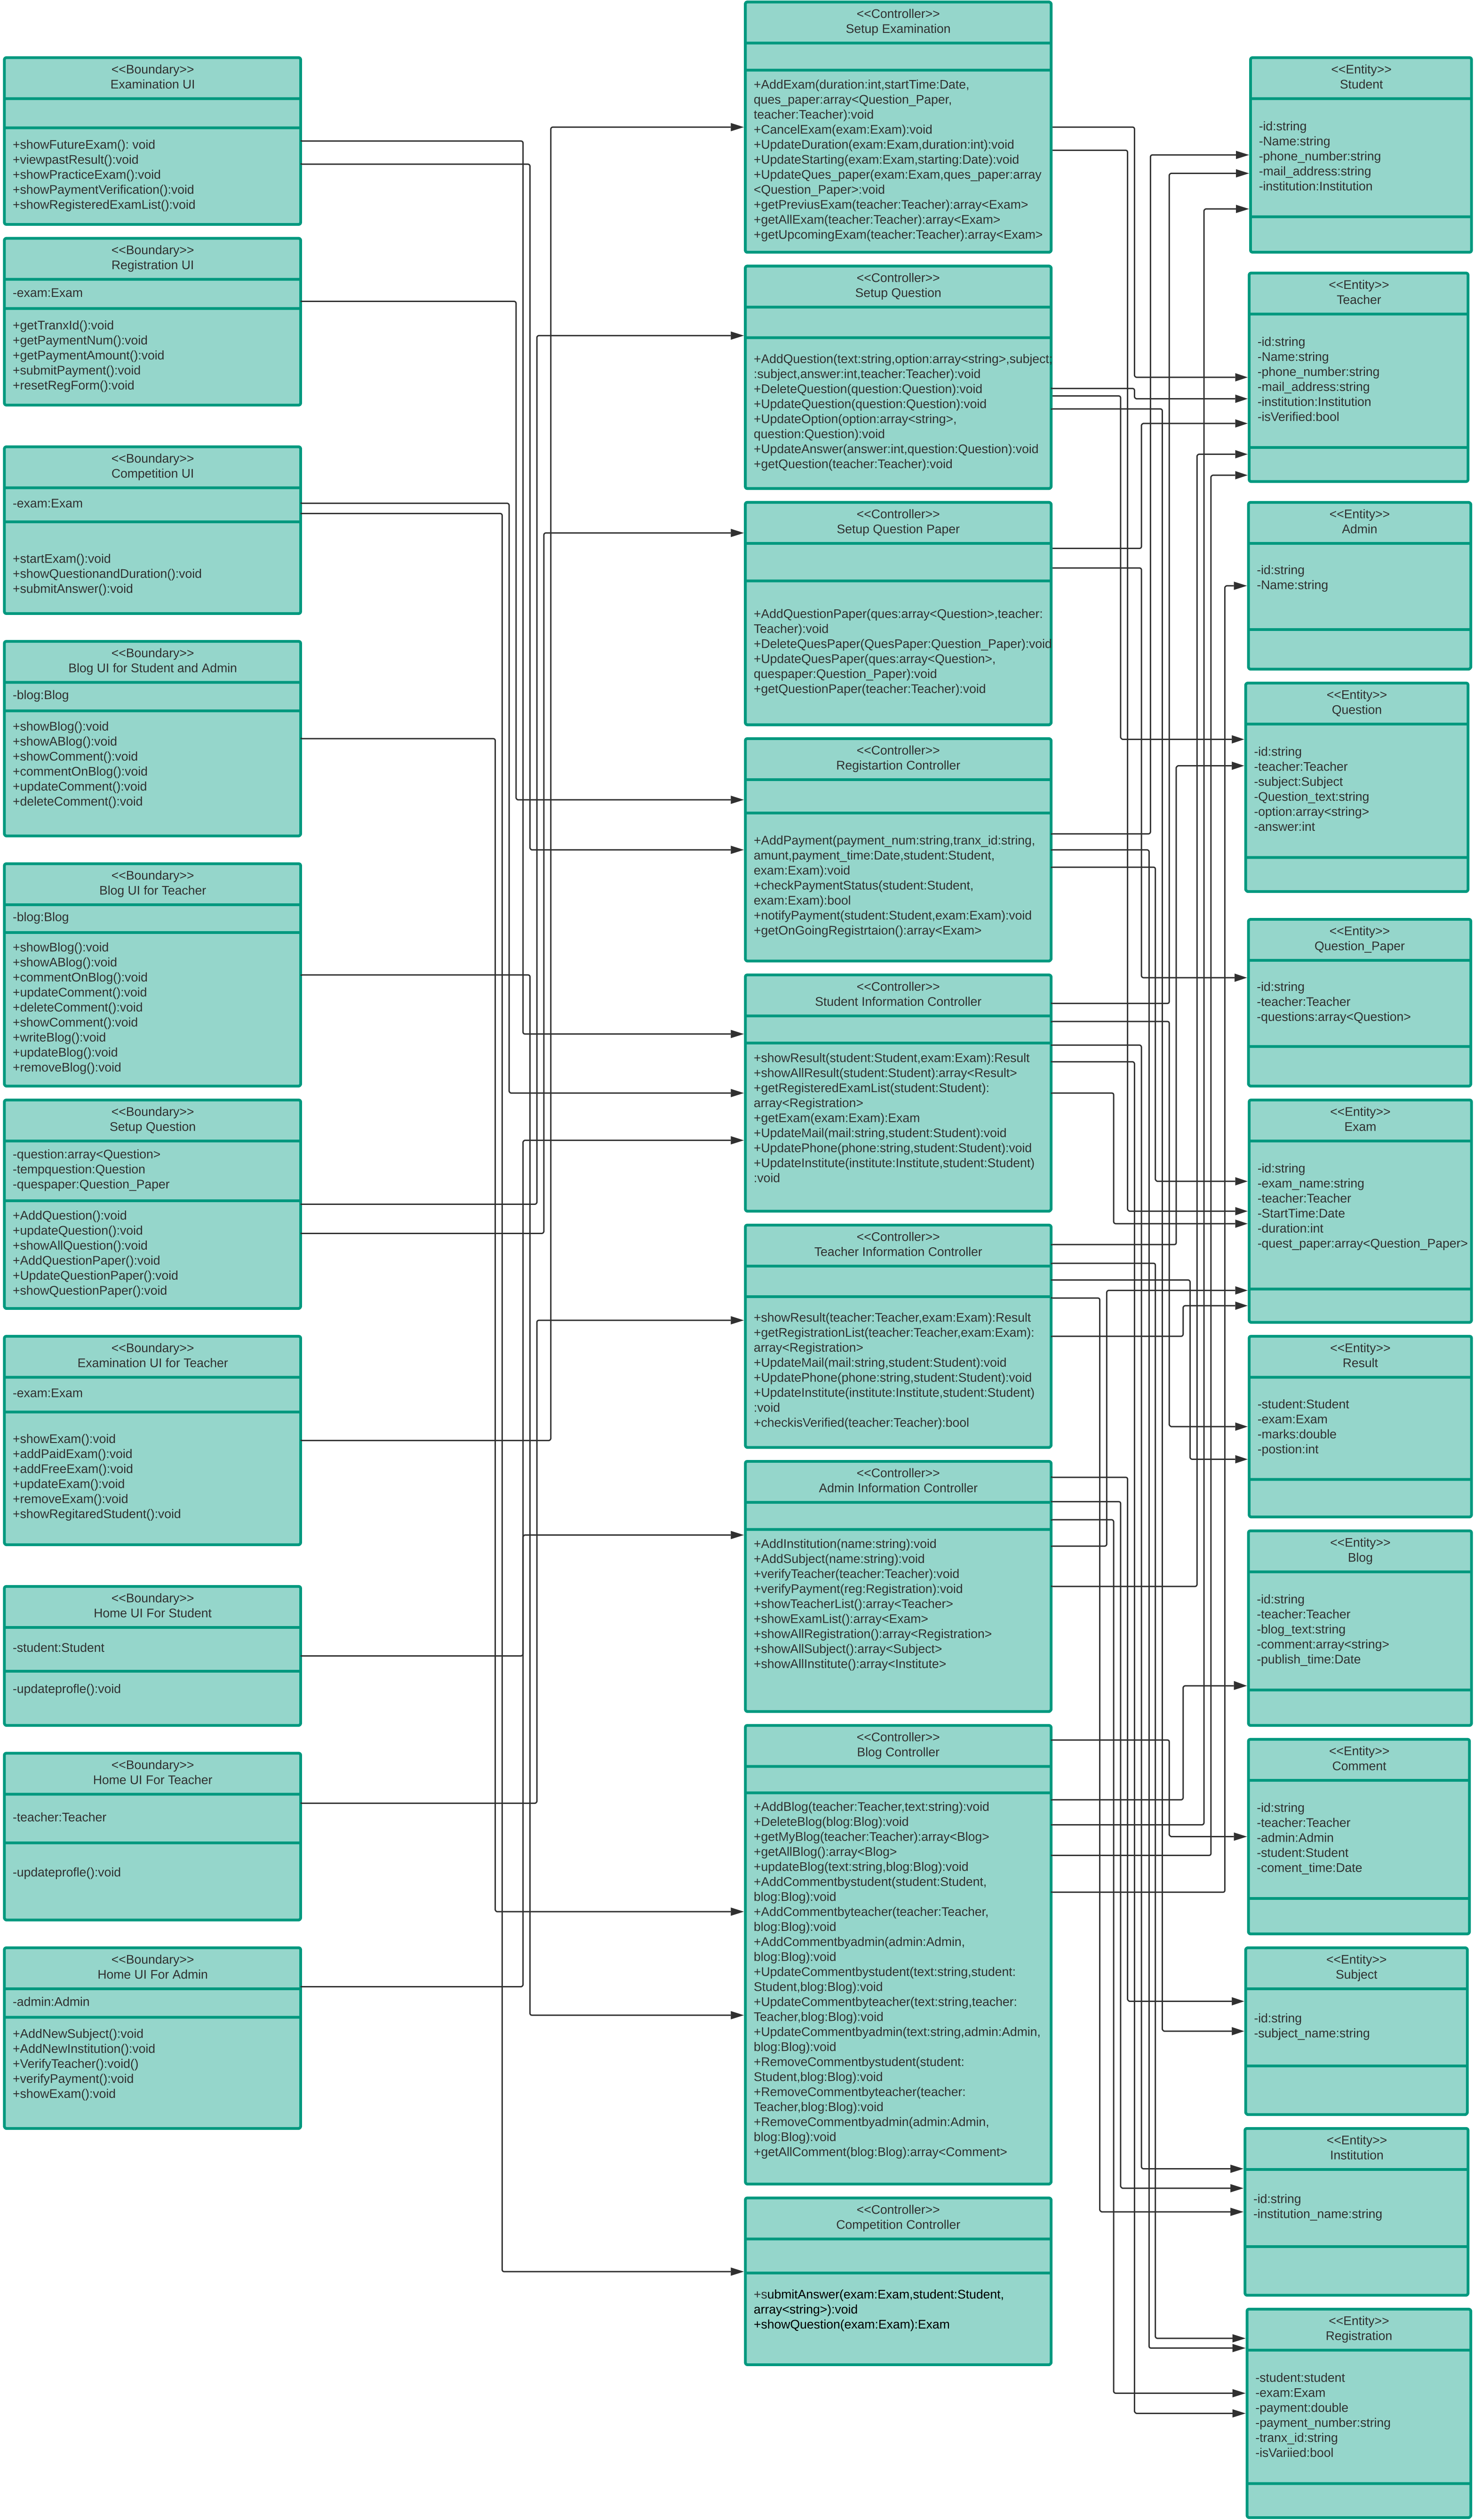 <<Boundary>>
Examination UI
+showFutureExam(): void
+viewpastResult():void
+showPracticeExam():void
+showPaymentVerification():void
+showRegisteredExamList():void
<<Boundary>>
Registration UI
-exam:Exam
+getTranxId():void
+getPaymentNum():void
+getPaymentAmount():void
+submitPayment():void
+resetRegForm():void
<<Boundary>>
Competition UI
-exam:Exam
+startExam():void
+showQuestionandDuration():void
+submitAnswer():void
<<Boundary>>
Blog UI for Student and Admin
-blog:Blog
+showBlog():void
+showABlog():void
+showComment():void
+commentOnBlog():void
+updateComment():void
+deleteComment():void
<<Boundary>>
Blog UI for Teacher
-blog:Blog
+showBlog():void
+showABlog():void
+commentOnBlog():void
+updateComment():void
+deleteComment():void
+showComment():void
+writeBlog():void
+updateBlog():void
+removeBlog():void
<<Boundary>>
Setup Question
-question:array<Question>
-tempquestion:Question
-quespaper:Question_Paper
+AddQuestion():void
+updateQuestion():void
+showAllQuestion():void
+AddQuestionPaper():void
+UpdateQuestionPaper():void
+showQuestionPaper():void
<<Boundary>>
Examination UI for Teacher
-exam:Exam
+showExam():void
+addPaidExam():void
+addFreeExam():void
+updateExam():void
+removeExam():void
+showRegitaredStudent():void
<<Boundary>>
Home UI For Student
-student:Student
-updateprofle():void
<<Boundary>>
Home UI For Teacher
-teacher:Teacher
-updateprofle():void
<<Boundary>>
Home UI For Admin
-admin:Admin
+AddNewSubject():void
+AddNewInstitution():void
+VerifyTeacher():void()
+verifyPayment():void
+showExam():void
<<Controller>>
Setup Examination
+AddExam(duration:int,startTime:Date,
ques_paper:array<Question_Paper,
teacher:Teacher):void
+CancelExam(exam:Exam):void
+UpdateDuration(exam:Exam,duration:int):void
+UpdateStarting(exam:Exam,starting:Date):void
+UpdateQues_paper(exam:Exam,ques_paper:array
<Question_Paper>:void
+getPreviusExam(teacher:Teacher):array<Exam>
+getAllExam(teacher:Teacher):array<Exam>
+getUpcomingExam(teacher:Teacher):array<Exam>
<<Controller>>
Setup Question
+AddQuestion(text:string,option:array<string>,subject;
:subject,answer:int,teacher:Teacher):void
+DeleteQuestion(question:Question):void
+UpdateQuestion(question:Question):void
+UpdateOption(option:array<string>,
question:Question):void
+UpdateAnswer(answer:int,question:Question):void
+getQuestion(teacher:Teacher):void
<<Controller>>
Setup Question Paper
+AddQuestionPaper(ques:array<Question>,teacher:
Teacher):void
+DeleteQuesPaper(QuesPaper:Question_Paper):void
+UpdateQuesPaper(ques:array<Question>,
quespaper:Question_Paper):void
+getQuestionPaper(teacher:Teacher):void
<<Controller>>
Registartion Controller
+AddPayment(payment_num:string,tranx_id:string,
amunt,payment_time:Date,student:Student,
exam:Exam):void
+checkPaymentStatus(student:Student,
exam:Exam):bool
+notifyPayment(student:Student,exam:Exam):void
+getOnGoingRegistrtaion():array<Exam>
<<Controller>>
Student Information Controller
+showResult(student:Student,exam:Exam):Result
+showAllResult(student:Student):array<Result>
+getRegisteredExamList(student:Student):
array<Registration>
+getExam(exam:Exam):Exam
+UpdateMail(mail:string,student:Student):void
+UpdatePhone(phone:string,student:Student):void
+UpdateInstitute(institute:Institute,student:Student)
:void
<<Controller>>
Teacher Information Controller
+showResult(teacher:Teacher,exam:Exam):Result
+getRegistrationList(teacher:Teacher,exam:Exam):
array<Registration>
+UpdateMail(mail:string,student:Student):void
+UpdatePhone(phone:string,student:Student):void
+UpdateInstitute(institute:Institute,student:Student)
:void
+checkisVerified(teacher:Teacher):bool
<<Controller>>
Admin Information Controller
+AddInstitution(name:string):void
+AddSubject(name:string):void
+verifyTeacher(teacher:Teacher):void
+verifyPayment(reg:Registration):void
+showTeacherList():array<Teacher>
+showExamList():array<Exam>
+showAllRegistration():array<Registration>
+showAllSubject():array<Subject>
+showAllInstitute():array<Institute>
<<Controller>>
Blog Controller
+AddBlog(teacher:Teacher,text:string):void
+DeleteBlog(blog:Blog):void
+getMyBlog(teacher:Teacher):array<Blog>
+getAllBlog():array<Blog>
+updateBlog(text:string,blog:Blog):void
+AddCommentbystudent(student:Student,
blog:Blog):void
+AddCommentbyteacher(teacher:Teacher,
blog:Blog):void
+AddCommentbyadmin(admin:Admin,
blog:Blog):void
+UpdateCommentbystudent(text:string,student:
Student,blog:Blog):void
+UpdateCommentbyteacher(text:string,teacher:
Teacher,blog:Blog):void
+UpdateCommentbyadmin(text:string,admin:Admin,
blog:Blog):void
+RemoveCommentbystudent(student:
Student,blog:Blog):void
+RemoveCommentbyteacher(teacher:
Teacher,blog:Blog):void
+RemoveCommentbyadmin(admin:Admin,
blog:Blog):void
+getAllComment(blog:Blog):array<Comment>
<<Controller>>
Competition Controller
+submitAnswer(exam:Exam,student:Student,
array<string>):void
+showQuestion(exam:Exam):Exam
<<Entity>>
Student
-id:string
-Name:string
-phone_number:string
-mail_address:string
-institution:Institution
<<Entity>>
Teacher
-id:string
-Name:string
-phone_number:string
-mail_address:string
-institution:Institution
-isVerified:bool
<<Entity>>
Admin
-id:string
-Name:string
<<Entity>>
Question
-id:string
-teacher:Teacher
-subject:Subject
-Question_text:string
-option:array<string>
-answer:int
<<Entity>>
Question_Paper
-id:string
-teacher:Teacher
-questions:array<Question>
<<Entity>>
Exam
-id:string
-exam_name:string
-teacher:Teacher
-StartTime:Date
-duration:int
-quest_paper:array<Question_Paper>
<<Entity>>
Result
-student:Student
-exam:Exam
-marks:double
-postion:int
<<Entity>>
Blog
-id:string
-teacher:Teacher
-blog_text:string
-comment:array<string>
-publish_time:Date
<<Entity>>
Comment
-id:string
-teacher:Teacher
-admin:Admin
-student:Student
-coment_time:Date
<<Entity>>
Subject
-id:string
-subject_name:string
<<Entity>>
Institution
-id:string
-institution_name:string
<<Entity>>
Registration
-student:student
-exam:Exam
-payment:double
-payment_number:string
-tranx_id:string
-isVariied:bool